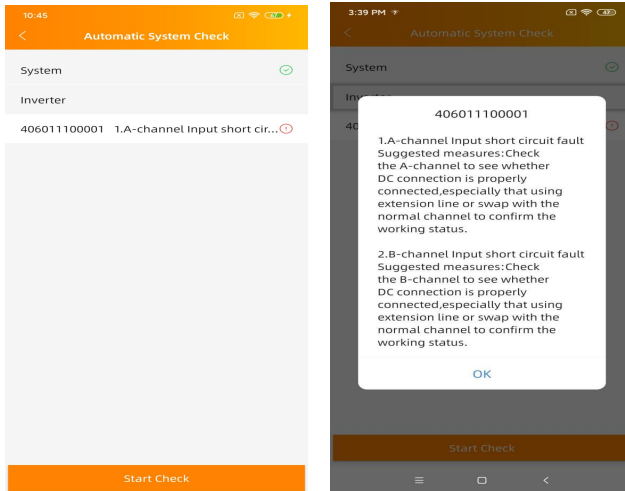 10:45
Automatic System Check
System
Inverter
406011100001 1.A-channel Input short cir...
Start Check
3:39 PM
Automatic System Check
System
406011100001
1.A-channel Input short circuit fault
Suggested measures:Check
the A-channel to see whether
DC connection is properly
connected,especially that using
extension line or swap with the
normal channel to confirm the
working status.
2.B-channel Input short circuit fault
Suggested measures:Check
the B-channel to see whether
DC connection is properly
connected,especially that using
extension line or swap with the
normal channel to confirm the
working status.
OK
Start Check